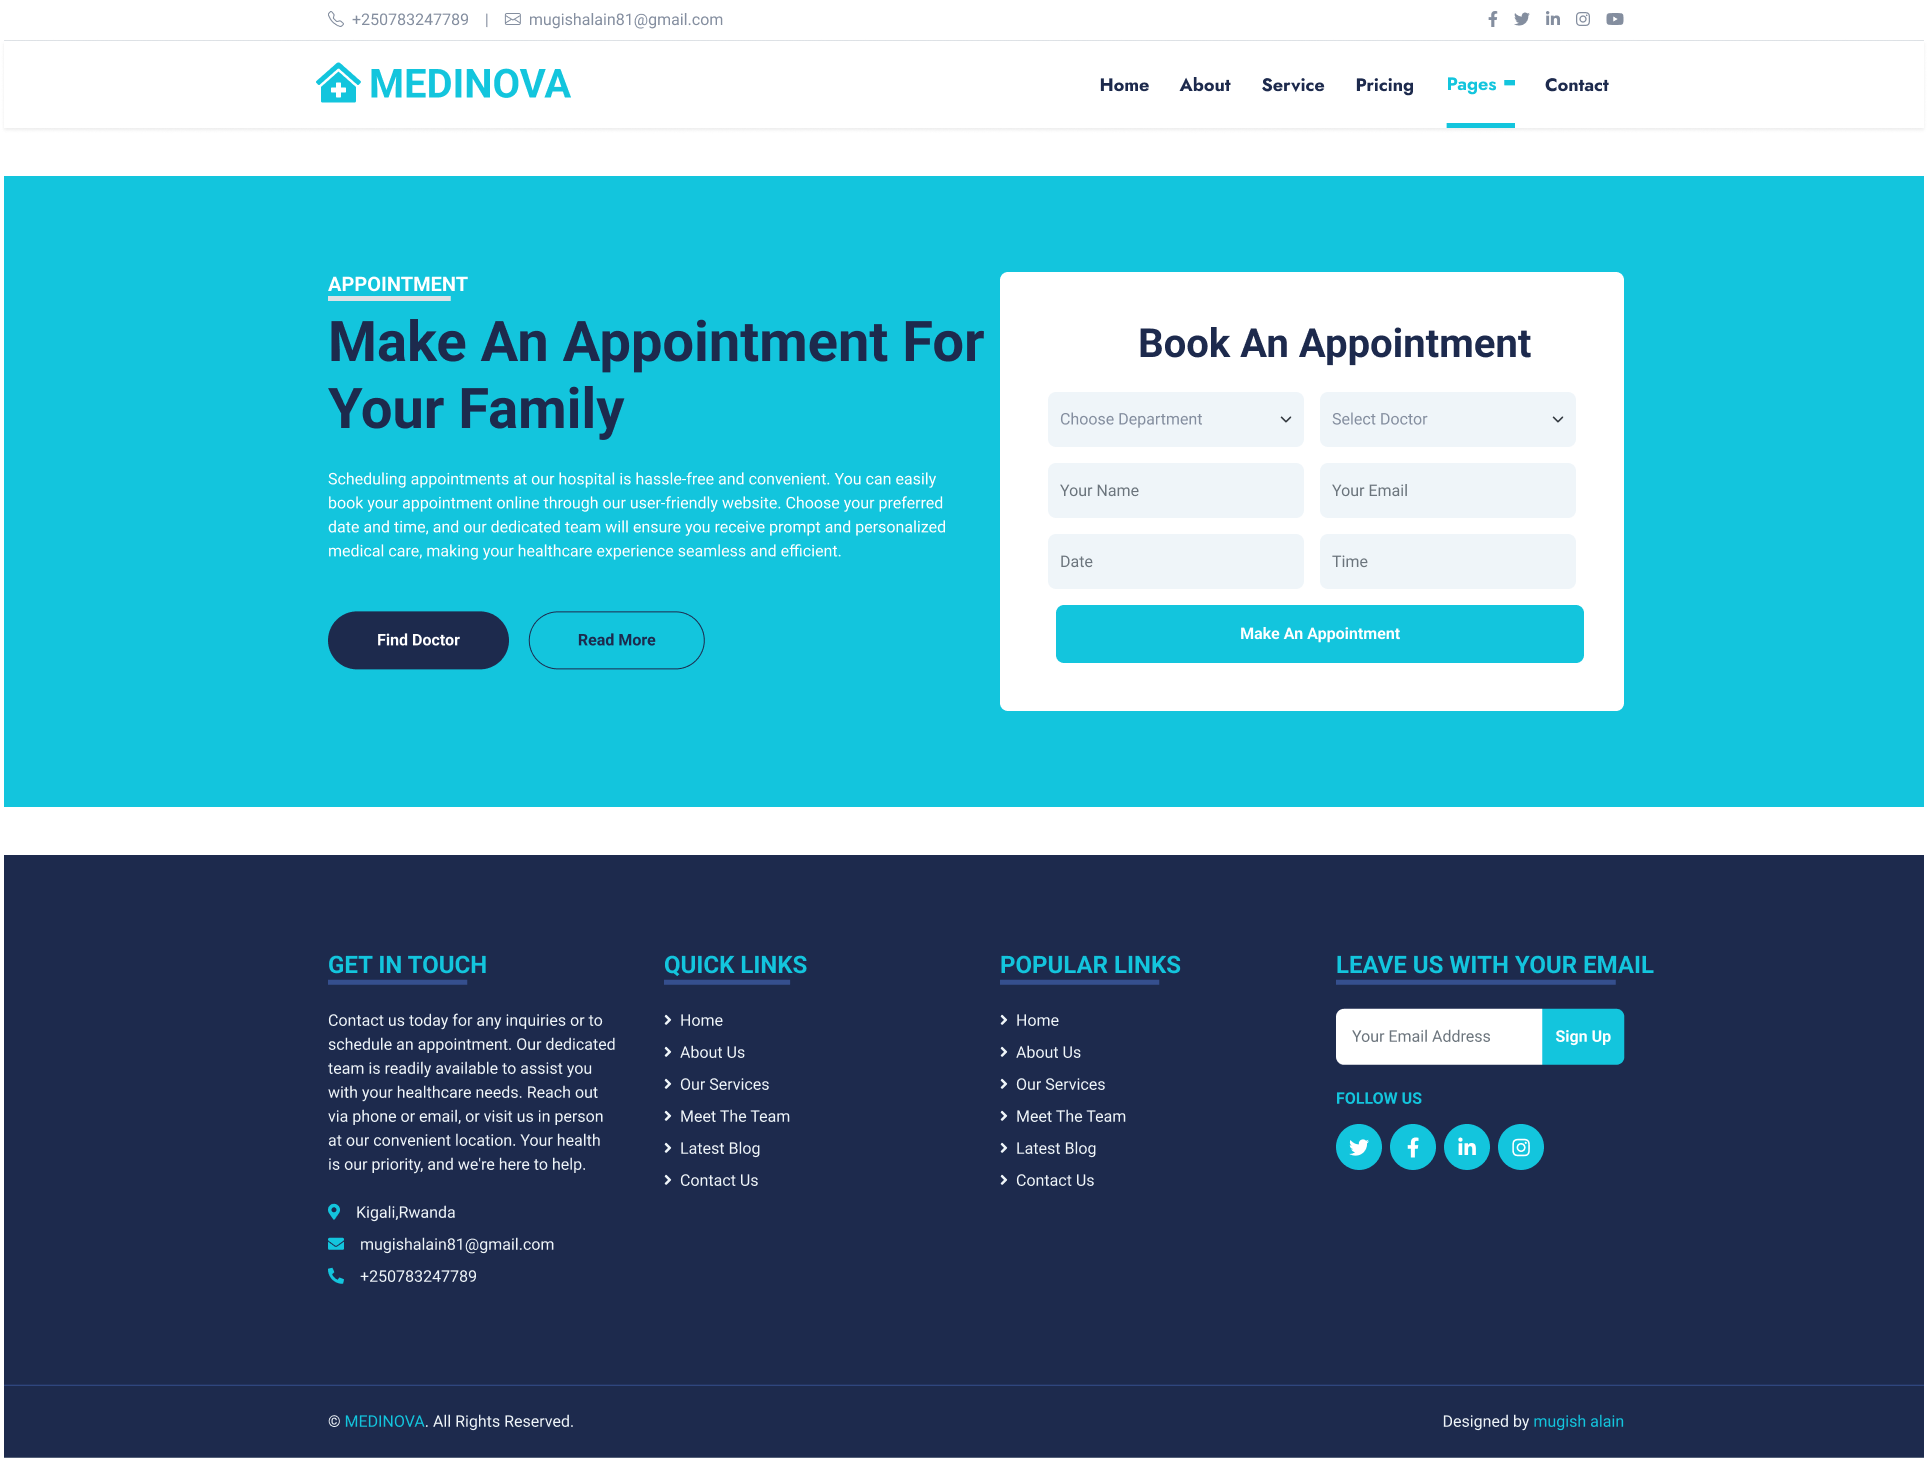 +250783247789 | mugishalain81@gmail.com
MEDINOVA
Home About Service Pricing Pages Contact
APPOINTMENT
Make An Appointment For
Your Family
Scheduling appointments at our hospital is hassle-free and convenient. You can easily
book your appointment online through our user-friendly website. Choose your preferred
date and time, and our dedicated team will ensure you receive prompt and personalized
medical care, making your healthcare experience seamless and efficient.
Find Doctor Read More
Book An Appointment
Choose Department Select Doctor
Your Name Your Email
Date Time
Make An Appointment
GET IN TOUCH
Contact us today for any inquiries or to
schedule an appointment. Our dedicated
team is readily available to assist you
with your healthcare needs. Reach out
via phone or email, or visit us in person
at our convenient location. Your health
is our priority, and we're here to help.
Kigali,Rwanda
mugishalain81@gmail.com
+250783247789
QUICK LINKS
Home
About Us
Our Services
Meet The Team
Latest Blog
Contact Us
POPULAR LINKS
Home
About Us
Our Services
Meet The Team
Latest Blog
Contact Us
LEAVE US WITH YOUR EMAIL
Your Email Address Sign Up
FOLLOW US
© MEDINOVA. All Rights Reserved.
Designed by mugish alain